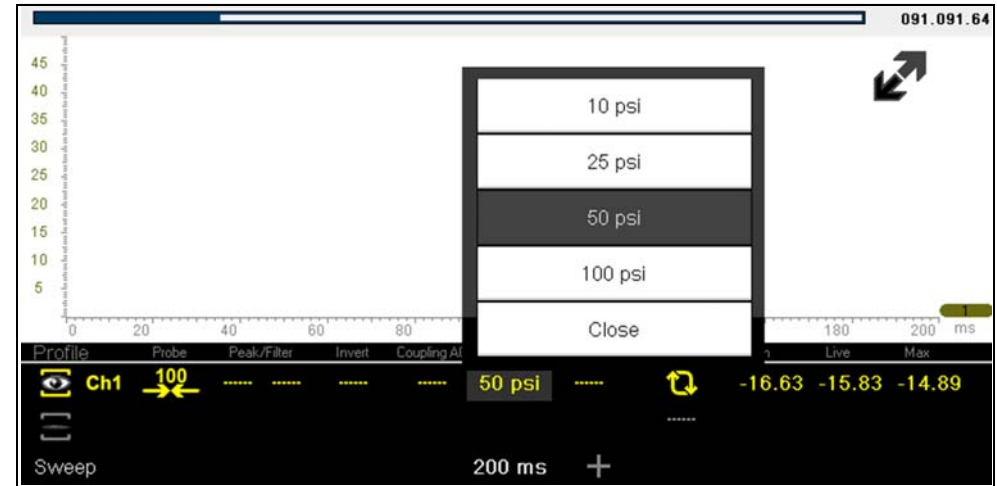 091.091.64
45
40
35
30
25
20
15
10
5
10 psi
25 psi
50 psi
100 psi
Close
1
0 20 40 60 80 180 200 ms
Profile Probe Peak/Filter Invert Coupling Live Max
Ch1 100 ------ ------ ------ ------ 50 psi ------ -16.63 -15.83 -14.89
------
Sweep 200 ms +